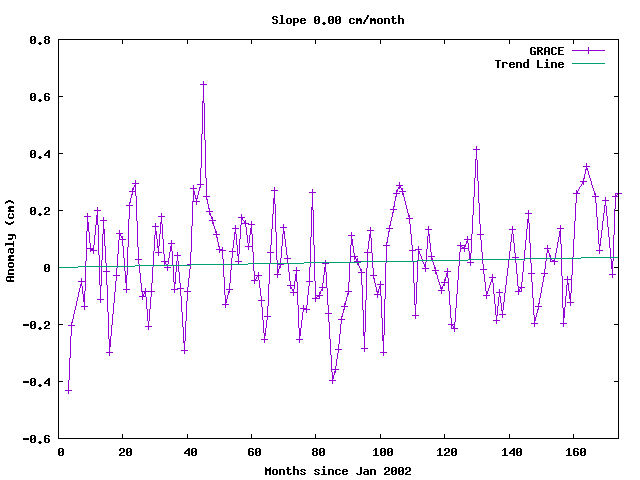 Slope 0.00 cm/month
GRACE
Trend Line
0.8
0.6
0.4
0.2
0
-0.2
-0.4
-0.6
Anomaly (cm)
0 20 40 60 80 100 120 140 160
Months since Jan 2002